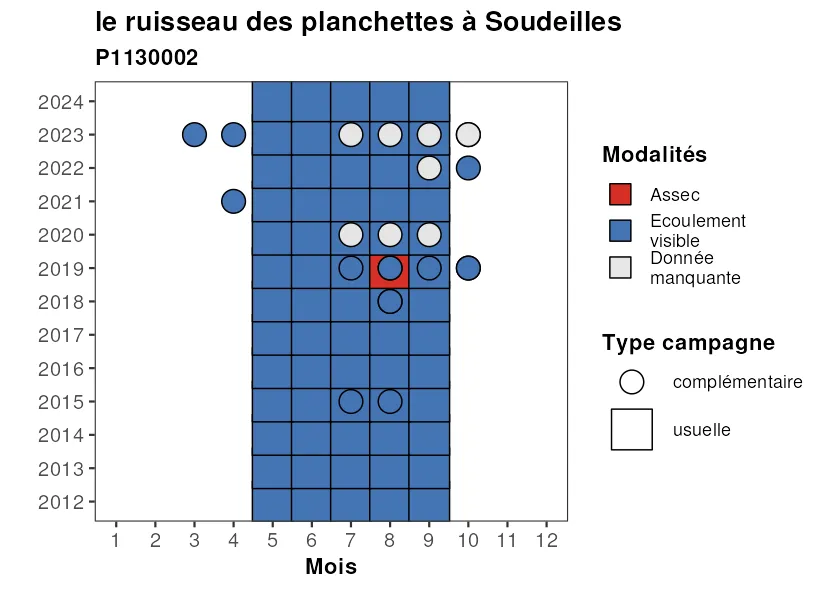 le ruisseau des planchettes à Soudeilles
P1130002
2024
2023
2022
2021
2020
2019
2018
2017
2016
2015
2014
2013
2012
1 2 3 4 5 6 7 8 9 10 11 12
Mois
Modalités
Assec
Ecoulement
visible
Donnée
manquante
Type campagne
complémentaire
usuelle